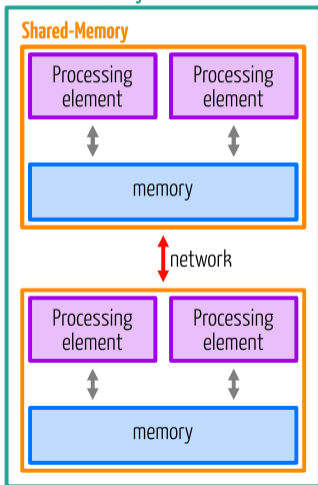 Shared-Memory
Processing Processing
element element
memory
network
Processing Processing
element element
memory